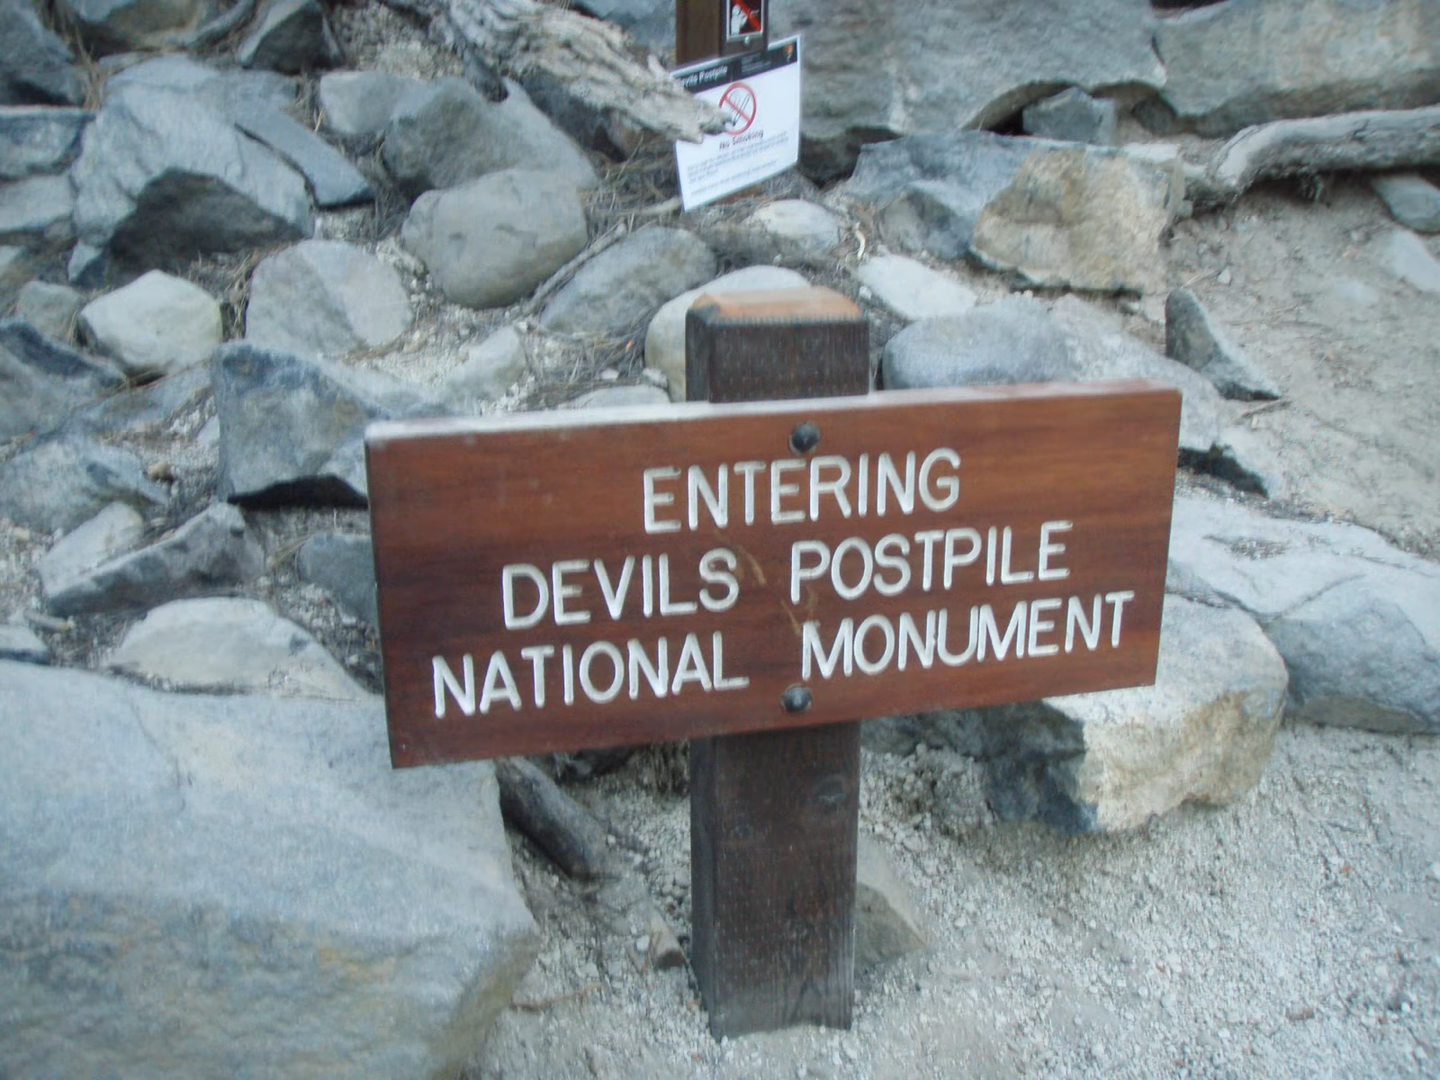 Devils Postpile
No Smoking
ENTERING
DEVILS POSTPILE
NATIONAL MONUMENT